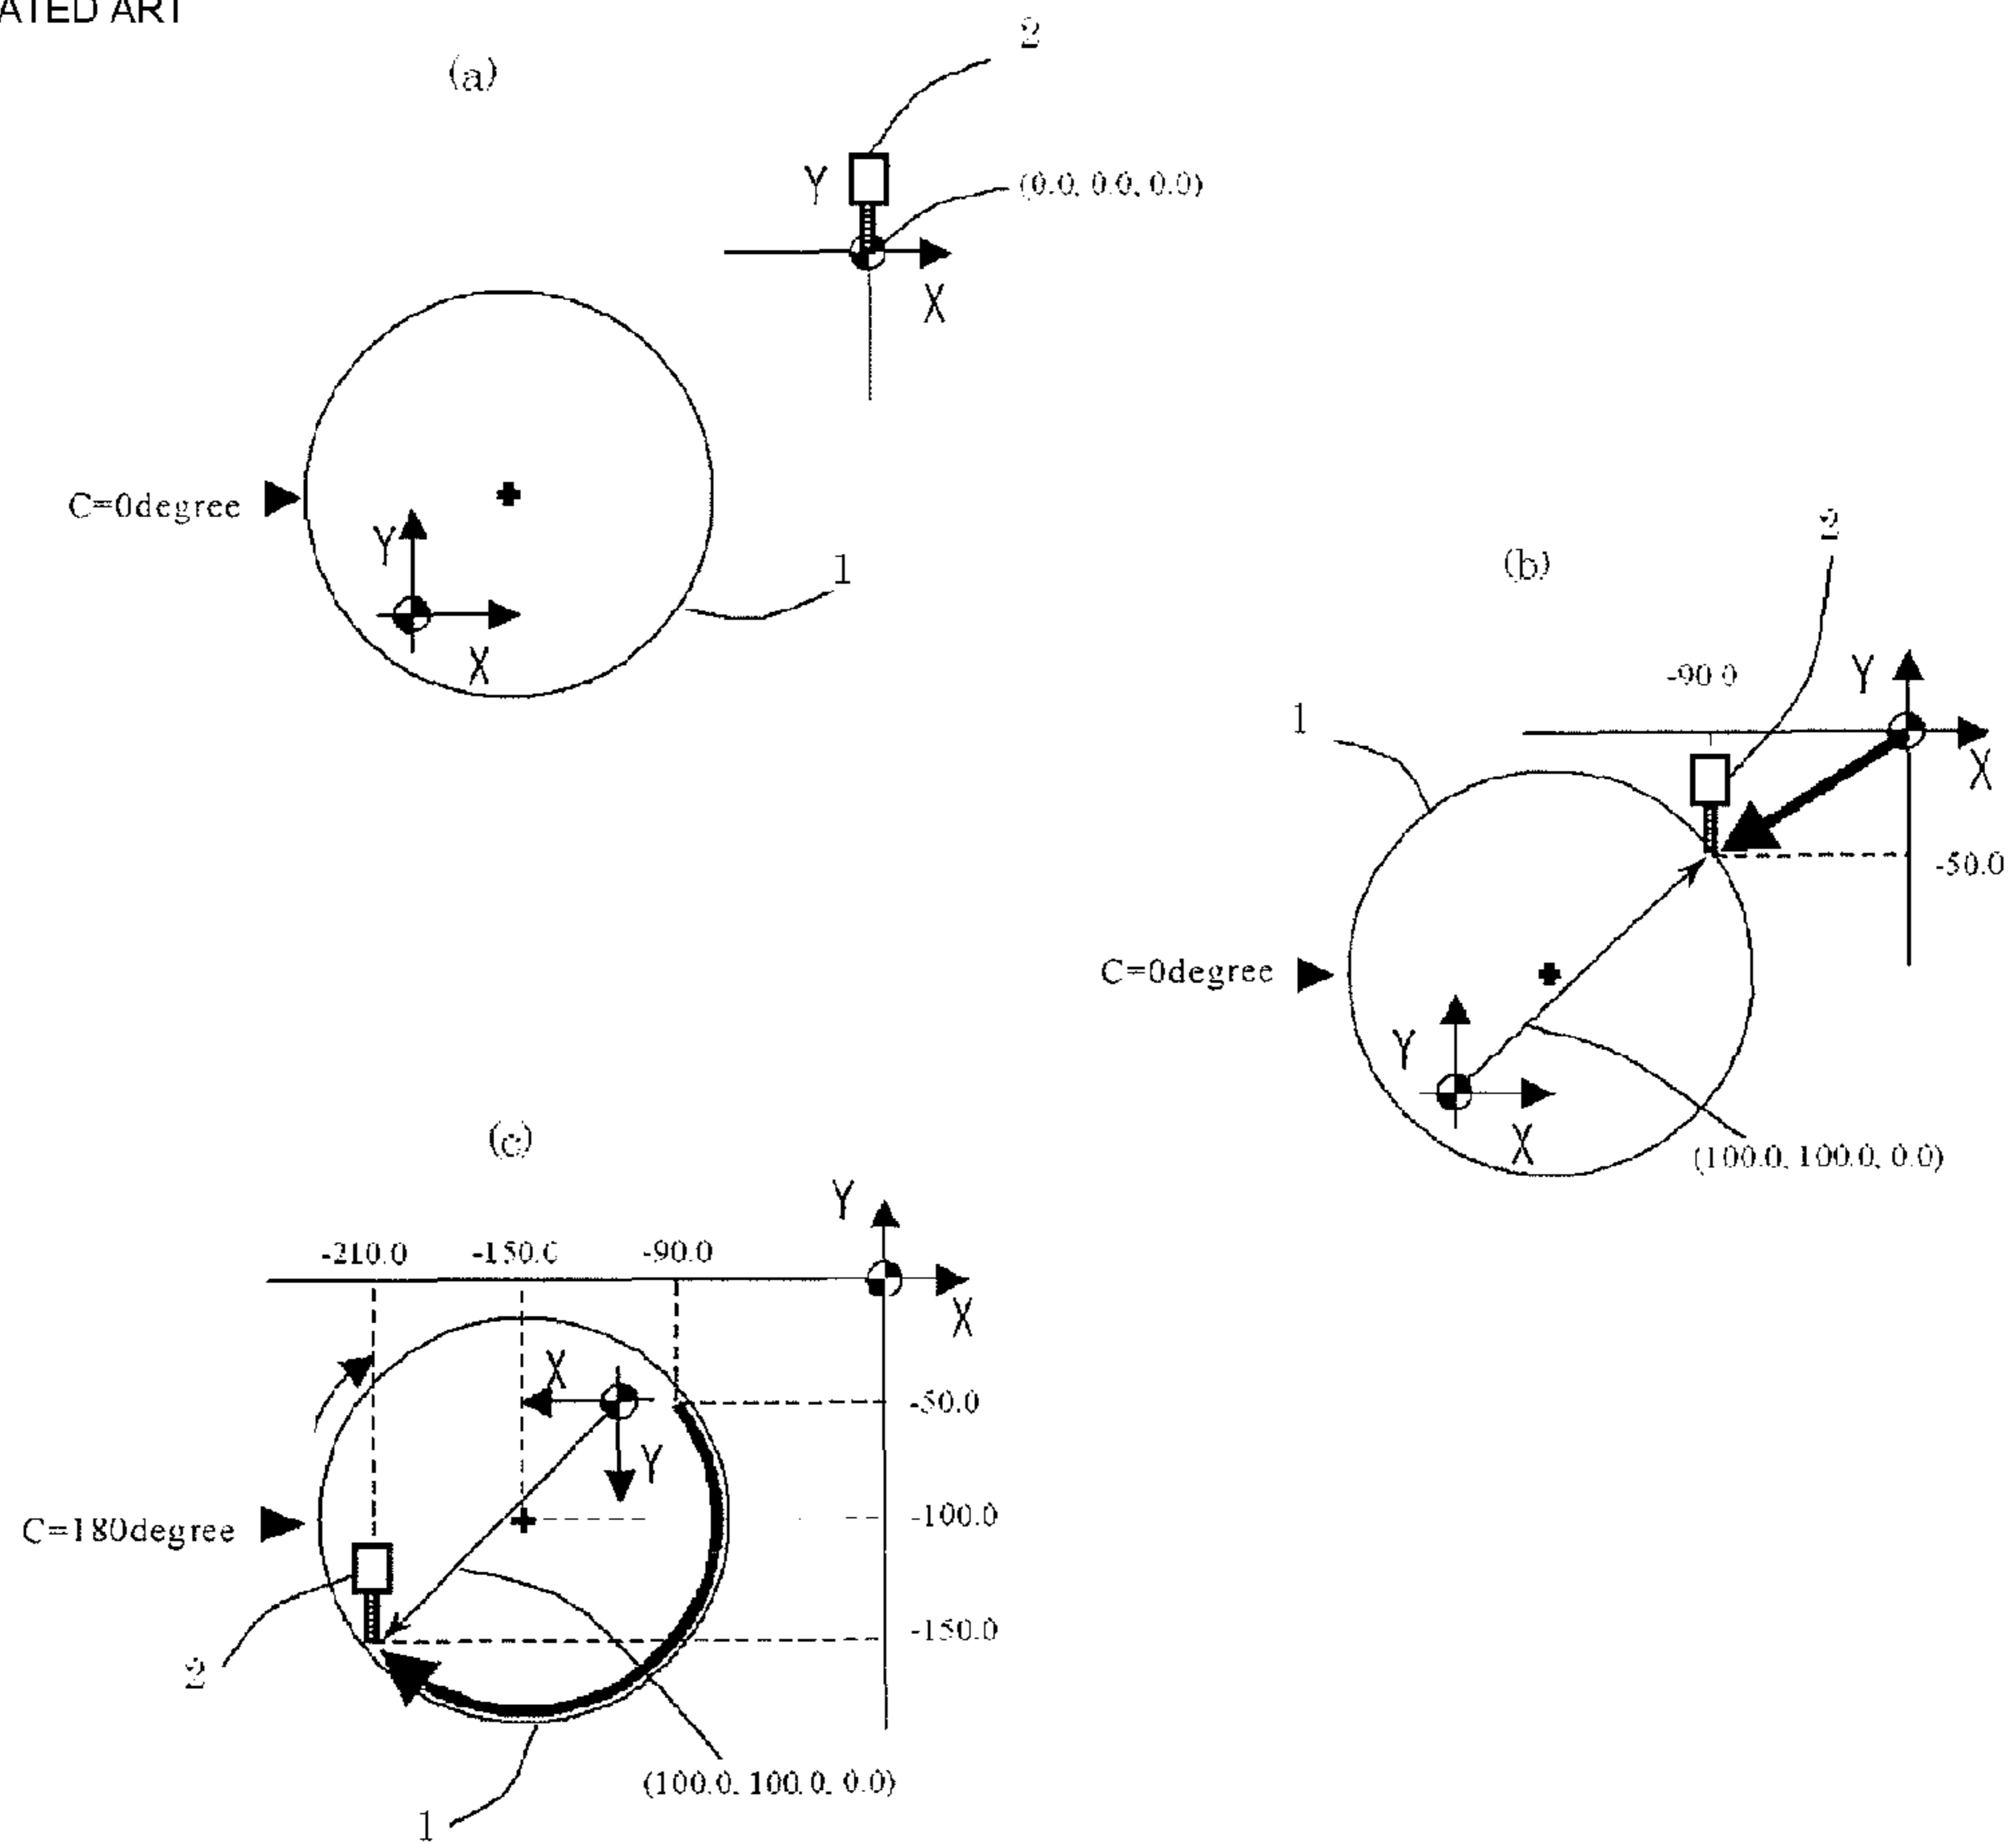 ATED ART
(a)
2
Y
(0.0, 0.0, 0.0)
X
C=0degree
Y
X
1
(b)
2
-90.0
Y
X
1
-50.0
C=0degree
Y
X
(100.0, 100.0, 0.0)
(c)
Y
-210.0
-150.0
-90.0
X
X
Y
-50.0
-100.0
-150.0
C=180degree
2
(100.0, 100.0, 0.0)
1